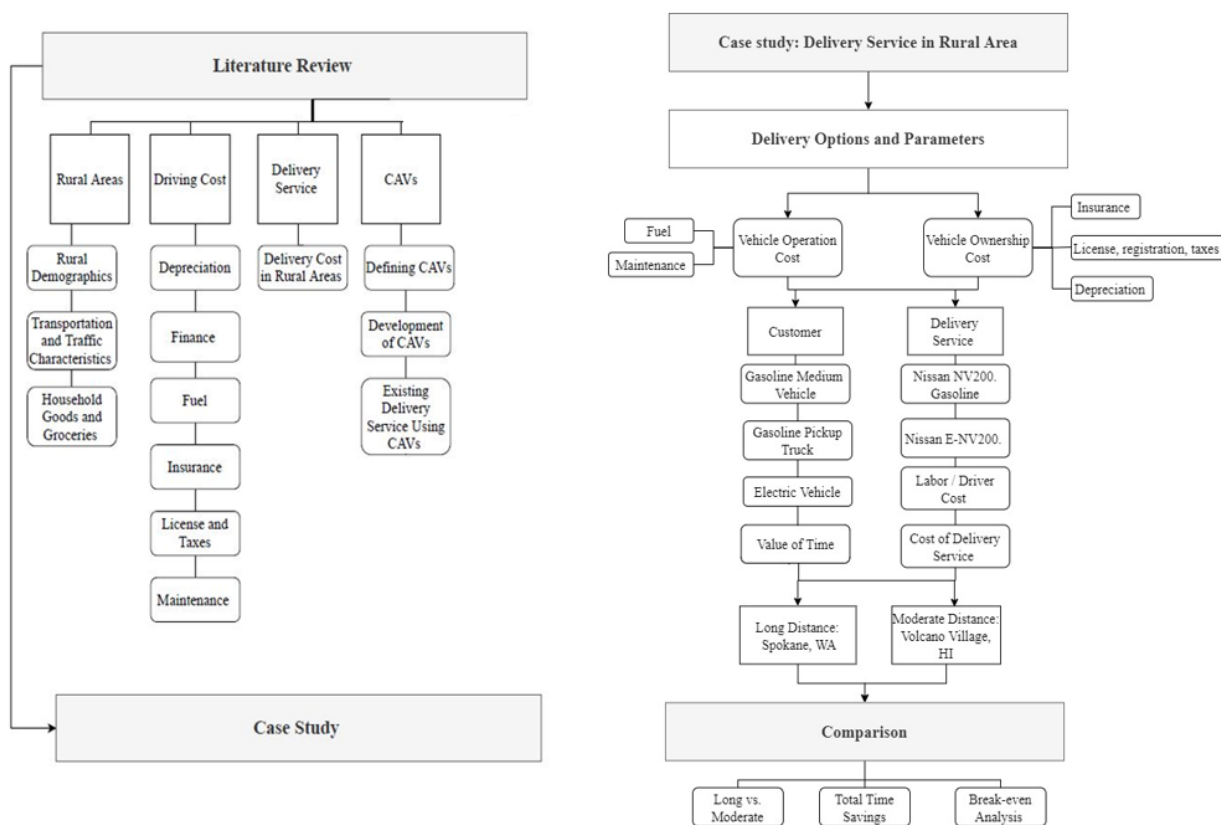 Literature Review
Rural Areas
Driving Cost
Delivery
Service
CAVs
Rural
Demographics
Transportation
and Traffic
Characteristics
Household
Goods and
Groceries
Depreciation
Finance
Fuel
Insurance
License and
Taxes
Maintenance
Delivery Cost
in Rural Areas
Defining CAVs
Development
of CAVs
Existing
Delivery
Service Using
CAVs
Case Study
Case study: Delivery Service in Rural Area
Delivery Options and Parameters
Fuel
Maintenance
Vehicle Operation
Cost
Vehicle Ownership
Cost
Insurance
License, registration, taxes
Depreciation
Customer
Gasoline Medium
Vehicle
Gasoline Pickup
Truck
Electric Vehicle
Value of Time
Delivery
Service
Nissan NV200.
Gasoline
Nissan E-NV200.
Labor / Driver
Cost
Cost of Delivery
Service
Long Distance:
Spokane, WA
Moderate Distance:
Volcano Village,
HI
Comparison
Long vs.
Moderate
Total Time
Savings
Break-even
Analysis